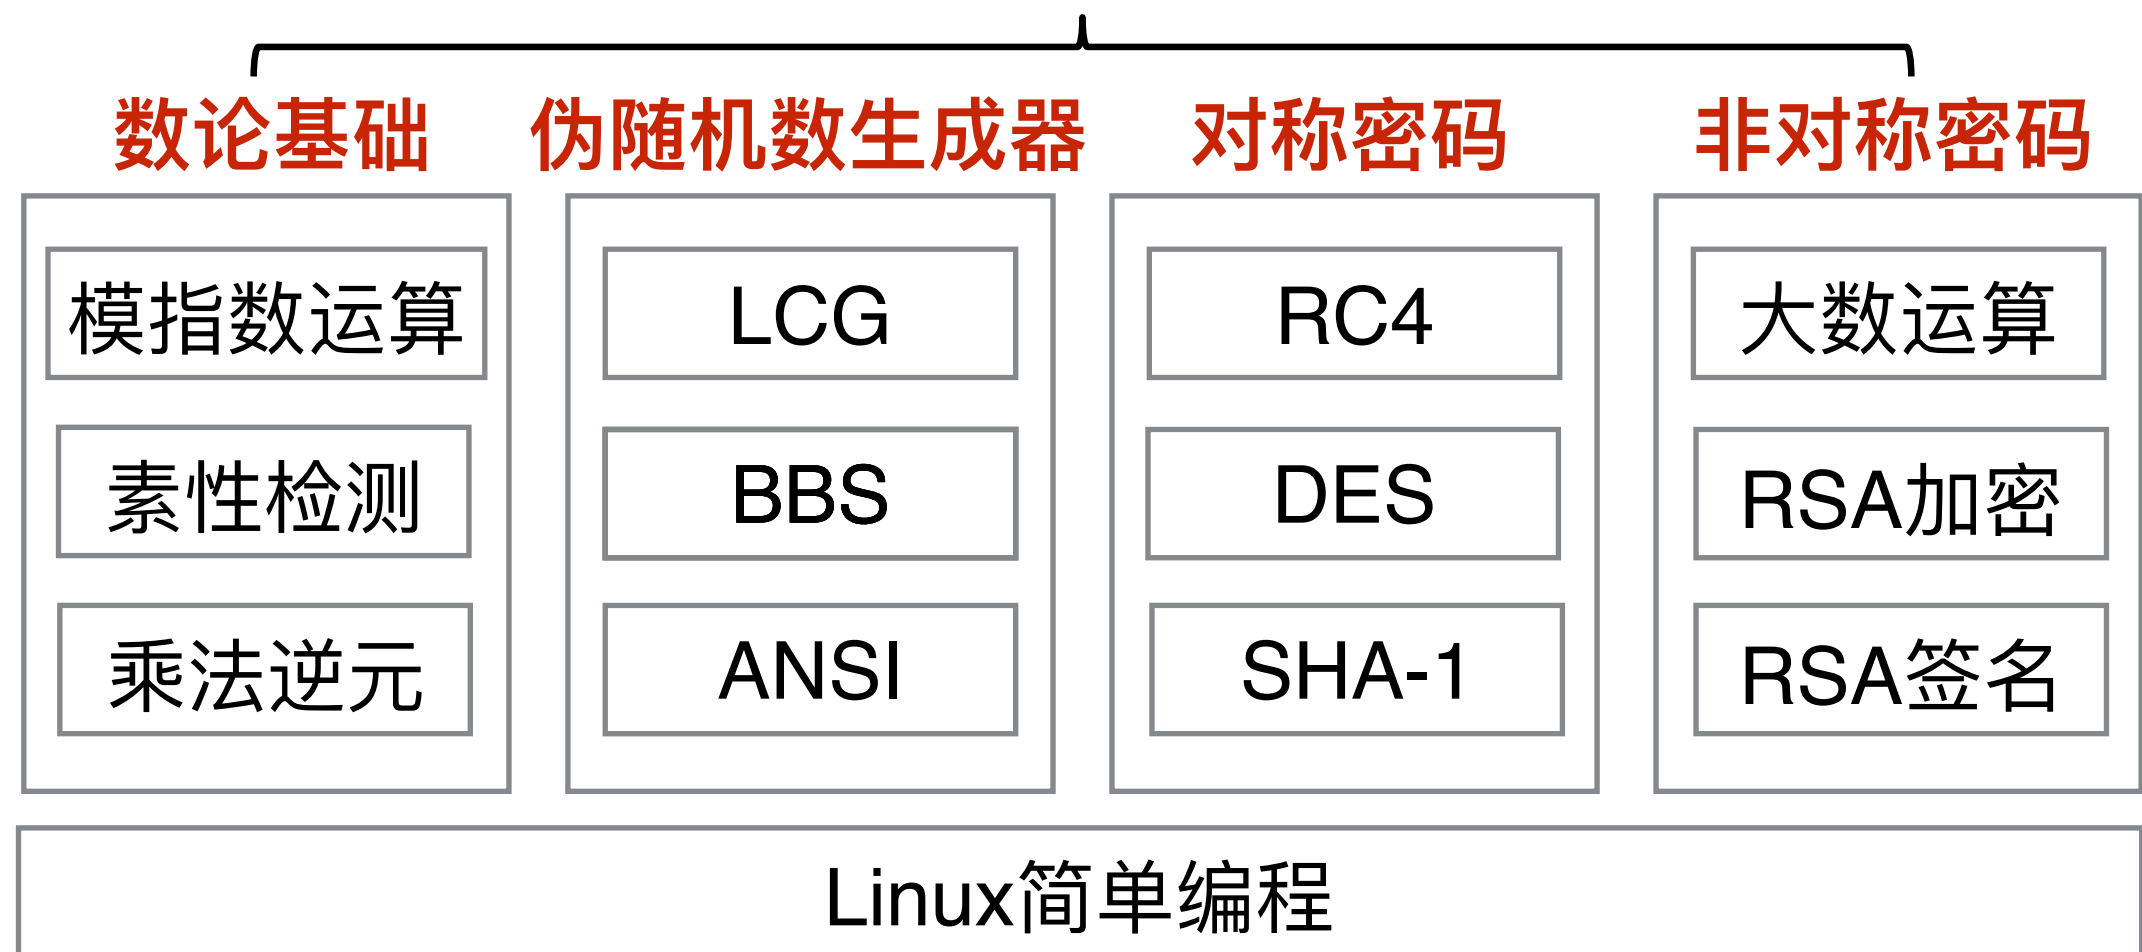 数论基础
模指数运算
素性检测
乘法逆元
伪随机数生成器
LCG
BBS
ANSI
对称密码
RC4
DES
SHA-1
非对称密码
大数运算
RSA加密
RSA签名
Linux简单编程